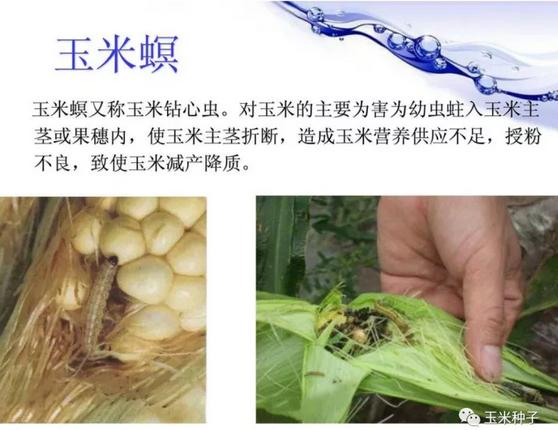 玉米螟
玉米螟又称玉米钻心虫。对玉米的主要为害为幼虫蛀入玉米主
茎或果穗内，使玉米主茎折断，造成玉米营养供应不足，授粉
不良，致使玉米减产降质。
玉米种子